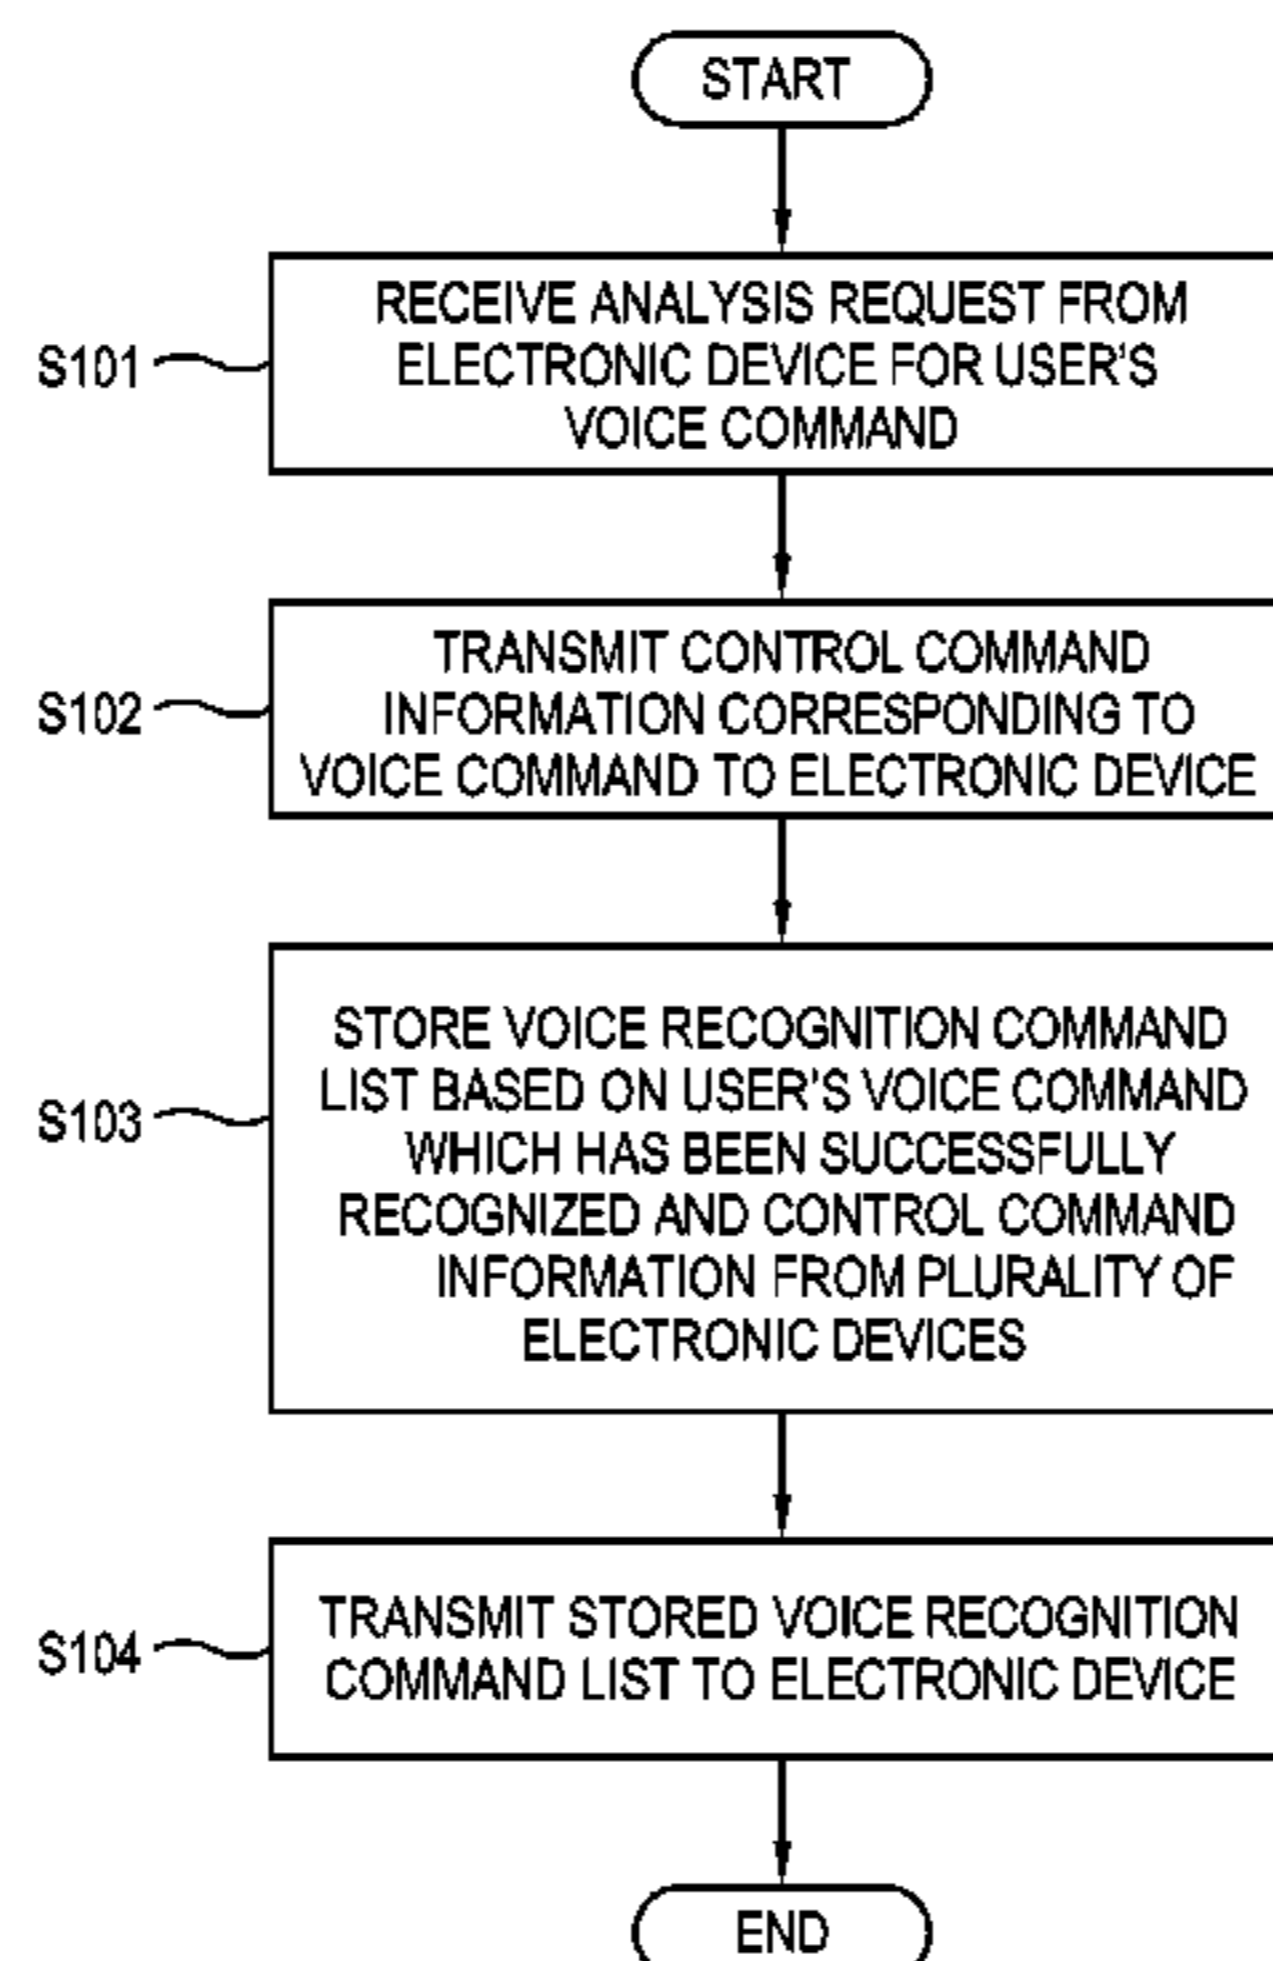 START
S101
RECEIVE ANALYSIS REQUEST FROM
ELECTRONIC DEVICE FOR USER'S
VOICE COMMAND
S102
TRANSMIT CONTROL COMMAND
INFORMATION CORRESPONDING TO
VOICE COMMAND TO ELECTRONIC DEVICE
S103
STORE VOICE RECOGNITION COMMAND
LIST BASED ON USER'S VOICE COMMAND
WHICH HAS BEEN SUCCESSFULLY
RECOGNIZED AND CONTROL COMMAND
INFORMATION FROM PLURALITY OF
ELECTRONIC DEVICES
S104
TRANSMIT STORED VOICE RECOGNITION
COMMAND LIST TO ELECTRONIC DEVICE
END